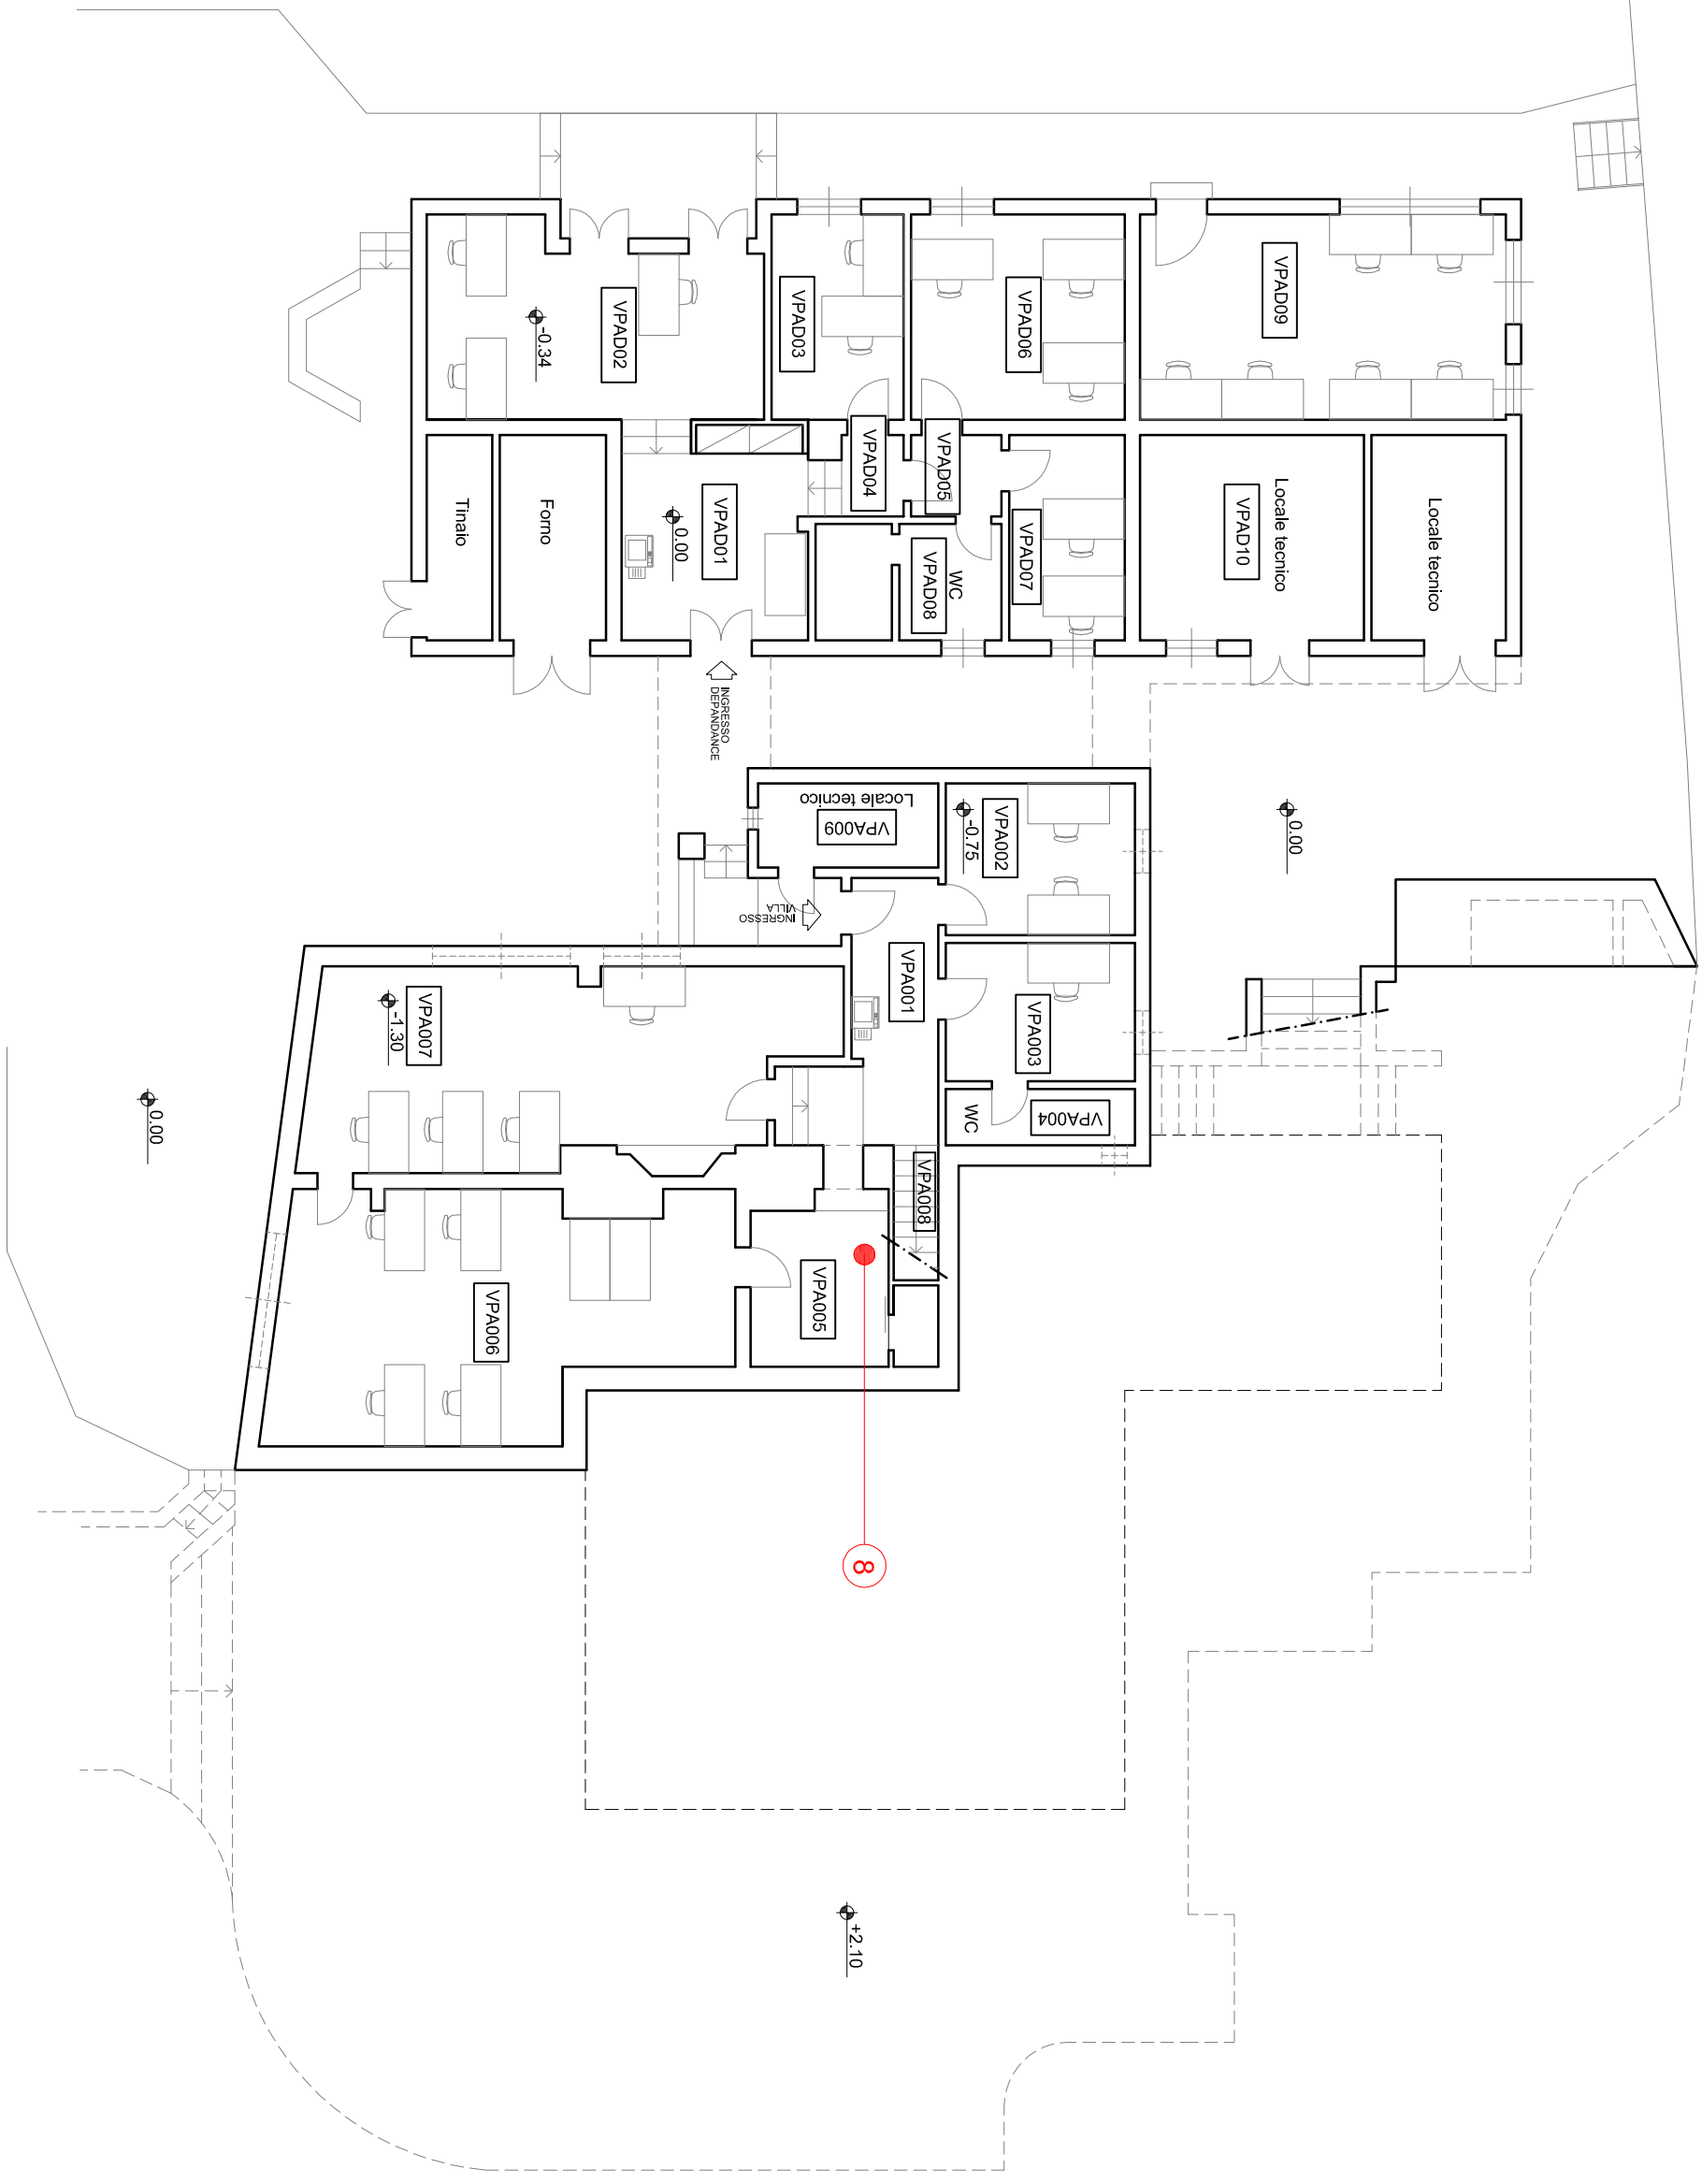 VPAD09
VPAD02
-0.34
VPAD03
VPAD06
VPAD04
VPAD05
Tinaio
Forno
VPAD01
0.00
VPAD07
WC
VPAD08
Locale tecnico
VPAD10
Locale tecnico
INGRESSO
DEPANDANCE
Locale tecnico
VPA009
VPA002
-0.75
0.00
INGRESSO
VILLA
VPA001
VPA003
VPA007
-1.30
0.00
WC
VPA004
VPA008
VPA005
VPA006
8
+2.10